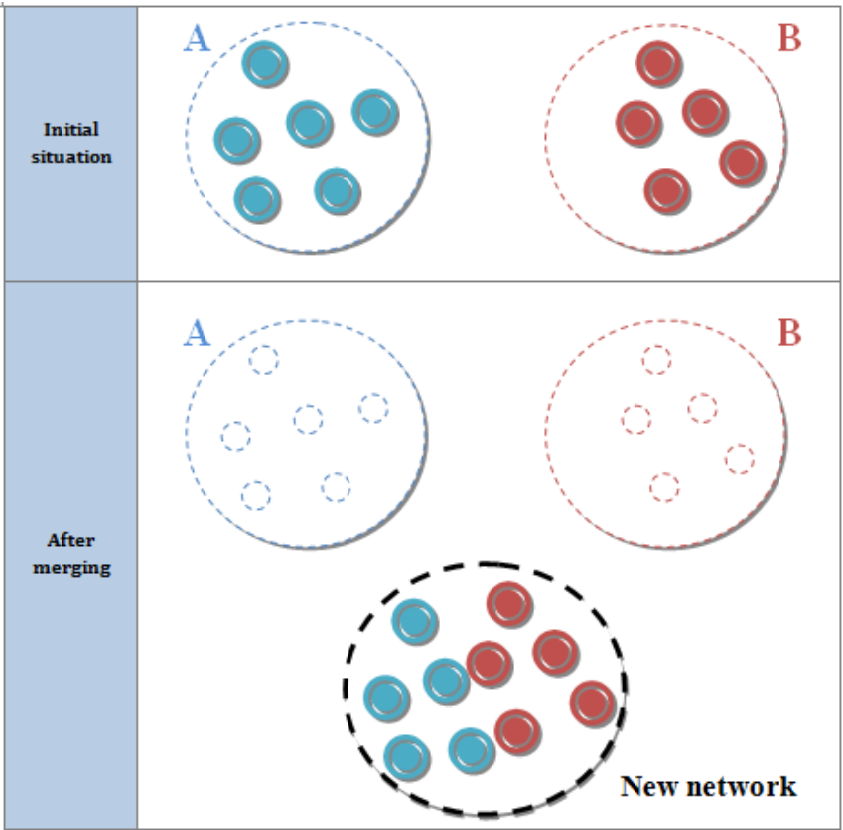 A
B
Initial
situation
A
B
After
merging
New network